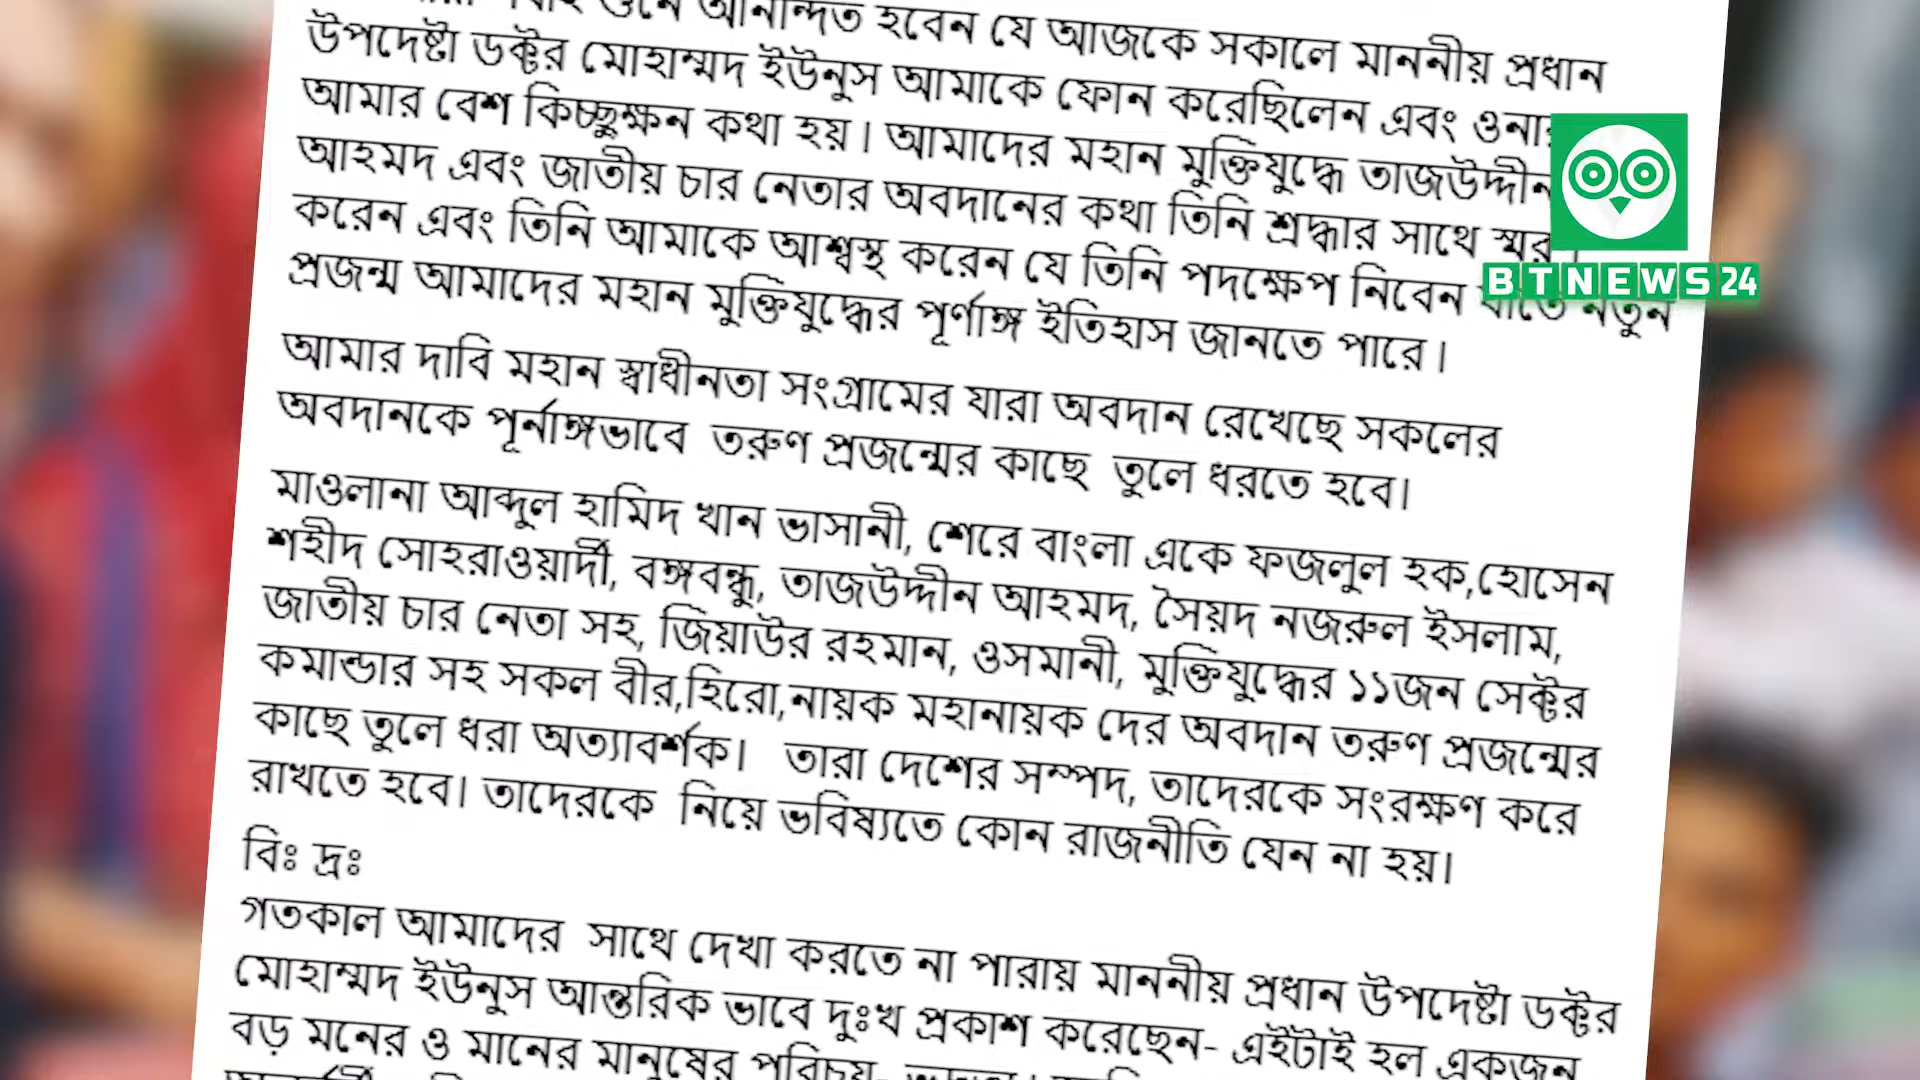 শুনে আনন্দিত হবেন যে আজকে সকালে মাননীয় প্রধান
উপদেষ্টা ডক্টর মোহাম্মদ ইউনুস আমাকে ফোন করেছিলেন এবং ওনার
আমার বেশ কিচ্ছুক্ষন কথা হয়। আমাদের মহান মুক্তিযুদ্ধে তাজউদ্দীন
আহমদ এবং জাতীয় চার নেতার অবদানের কথা তিনি শ্রদ্ধার সাথে স্মরণ
করেন এবং তিনি আমাকে আশ্বস্থ করেন যে তিনি পদক্ষেপ নিবেন যাতে নতুন
প্রজন্ম আমাদের মহান মুক্তিযুদ্ধের পূর্ণাঙ্গ ইতিহাস জানতে পারে।
আমার দাবি মহান স্বাধীনতা সংগ্রামের যারা অবদান রেখেছে সকলের
অবদানকে পূর্নাঙ্গভাবে তরুণ প্রজন্মের কাছে তুলে ধরতে হবে।
মাওলানা আব্দুল হামিদ খান ভাসানী, শেরে বাংলা একে ফজলুল হক,হোসেন
শহীদ সোহরাওয়ার্দী, বঙ্গবন্ধু, তাজউদ্দীন আহমদ, সৈয়দ নজরুল ইসলাম,
জাতীয় চার নেতা সহ, জিয়াউর রহমান, ওসমানী, মুক্তিযুদ্ধের ১১জন সেক্টর
কমান্ডার সহ সকল বীর,হিরো,নায়ক মহানায়ক দের অবদান তরুণ প্রজন্মের
কাছে তুলে ধরা অত্যাবর্শক। তারা দেশের সম্পদ, তাদেরকে সংরক্ষণ করে
রাখতে হবে। তাদেরকে নিয়ে ভবিষ্যতে কোন রাজনীতি যেন না হয়।
বিঃ দ্রঃ
গতকাল আমাদের সাথে দেখা করতে না পারায় মাননীয় প্রধান উপদেষ্টা ডক্টর
মোহাম্মদ ইউনুস আন্তরিক ভাবে দুঃখ প্রকাশ করেছেন- এইটাই হল একজন
বড় মনের ও মানের মানুষের পরিচয়-
BTNEWS24